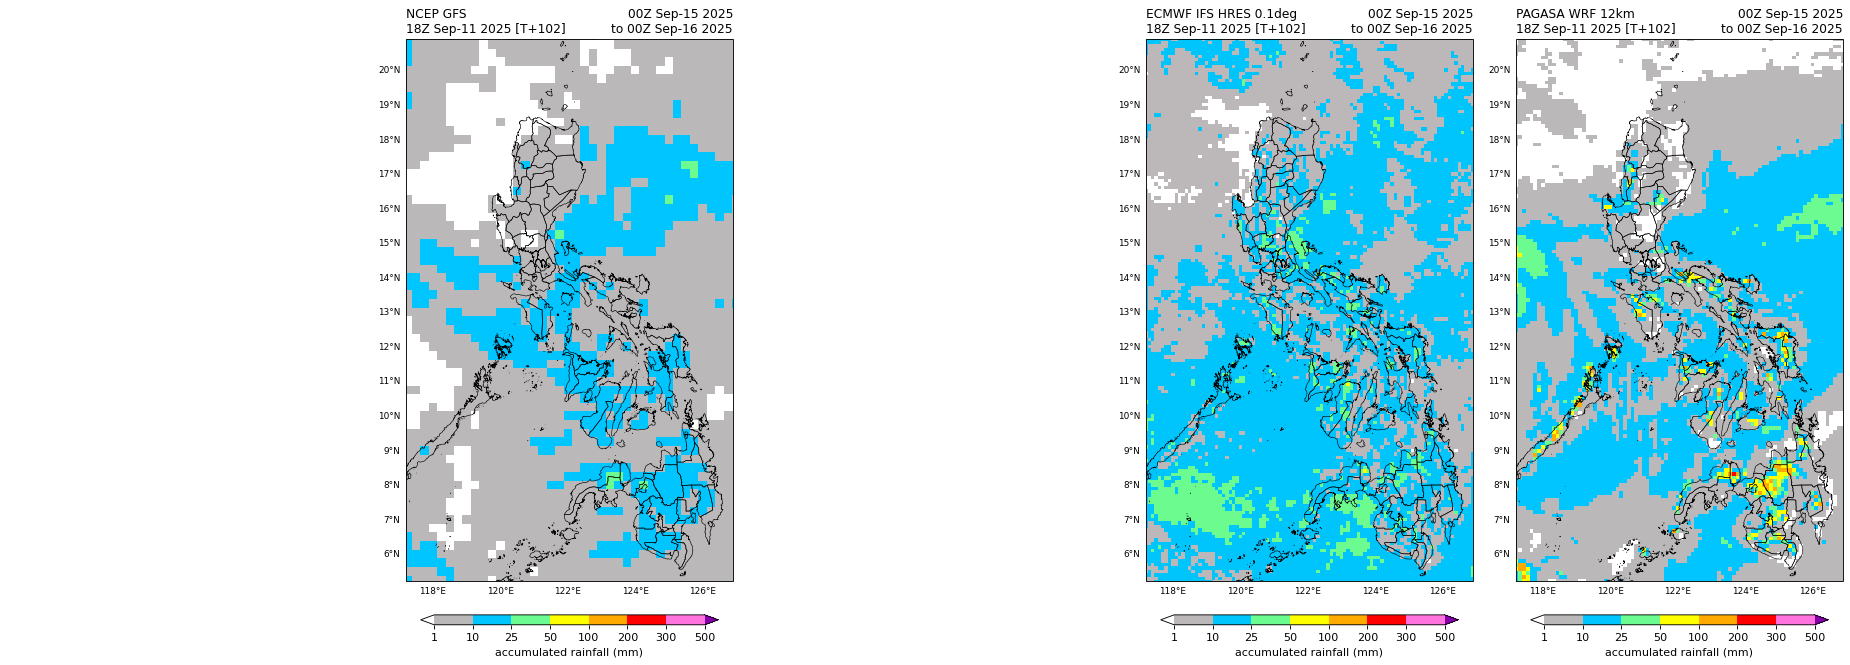 NCEP GFS 00Z Sep-15 2025
18Z Sep-11 2025 [T+102] to 00Z Sep-16 2025
20°N
19°N
18°N
17°N
16°N
15°N
14°N
13°N
12°N
11°N
10°N
9°N
8°N
7°N
6°N
118°E 120°E 122°E 124°E 126°E
1 10 25 50 100 200 300 500
accumulated rainfall (mm)
ECMWF IFS HRES 0.1deg 00Z Sep-15 2025
18Z Sep-11 2025 [T+102] to 00Z Sep-16 2025
20°N
19°N
18°N
17°N
16°N
15°N
14°N
13°N
12°N
11°N
10°N
9°N
8°N
7°N
6°N
118°E 120°E 122°E 124°E 126°E
1 10 25 50 100 200 300 500
accumulated rainfall (mm)
PAGASA WRF 12km 00Z Sep-15 2025
18Z Sep-11 2025 [T+102] to 00Z Sep-16 2025
20°N
19°N
18°N
17°N
16°N
15°N
14°N
13°N
12°N
11°N
10°N
9°N
8°N
7°N
6°N
118°E 120°E 122°E 124°E 126°E
1 10 25 50 100 200 300 500
accumulated rainfall (mm)